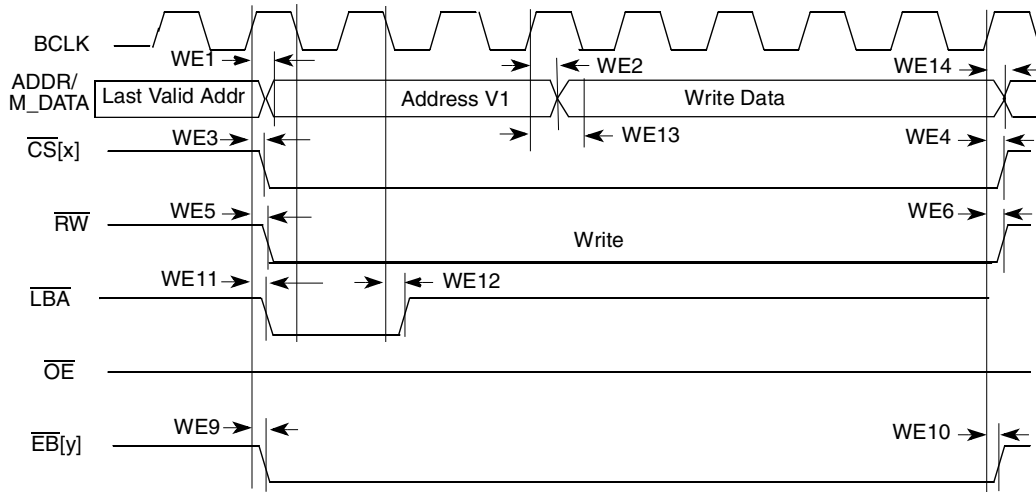 BCLK
WE1
WE2
WE14
ADDR/
M_DATA
Last Valid Addr
Address V1
Write Data
WE3
WE13
WE4
CS[x]
WE5
WE6
RW
Write
WE11
WE12
LBA
OE
WE9
WE10
EB[y]